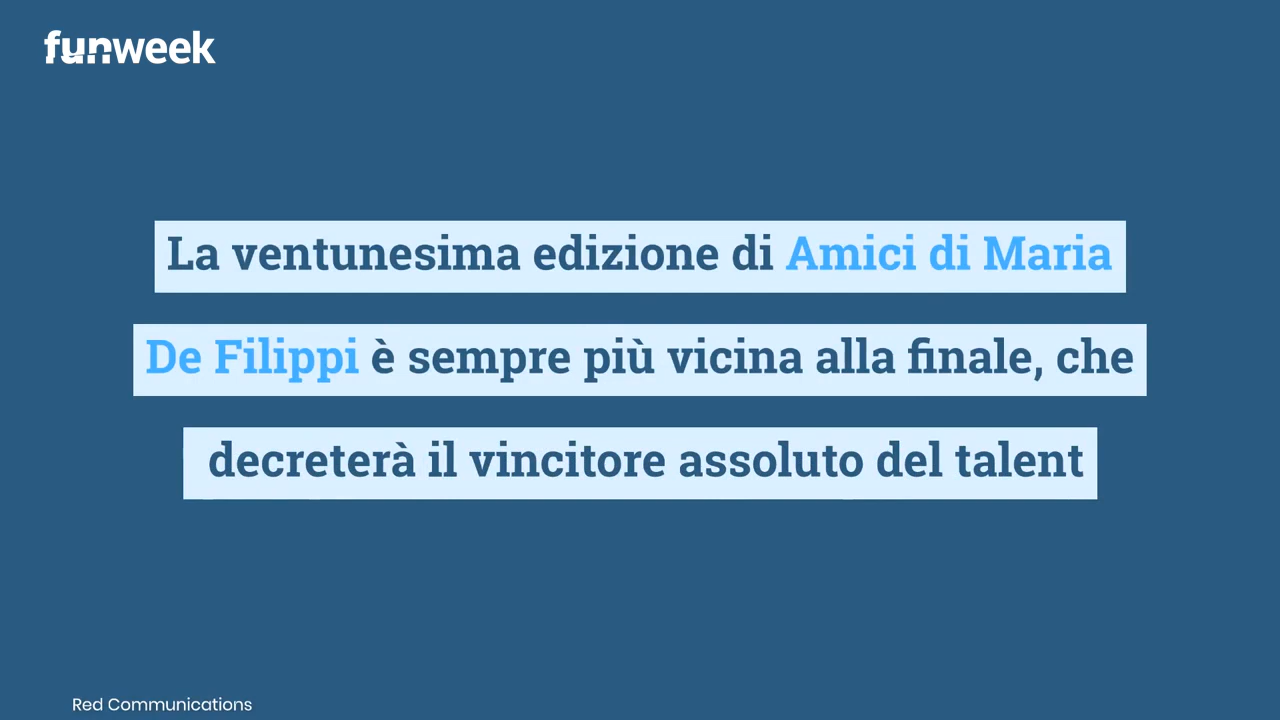 funweek
La ventunesima edizione di Amici di Maria
De Filippi è sempre più vicina alla finale, che
decreterà il vincitore assoluto del talent
Red Communications